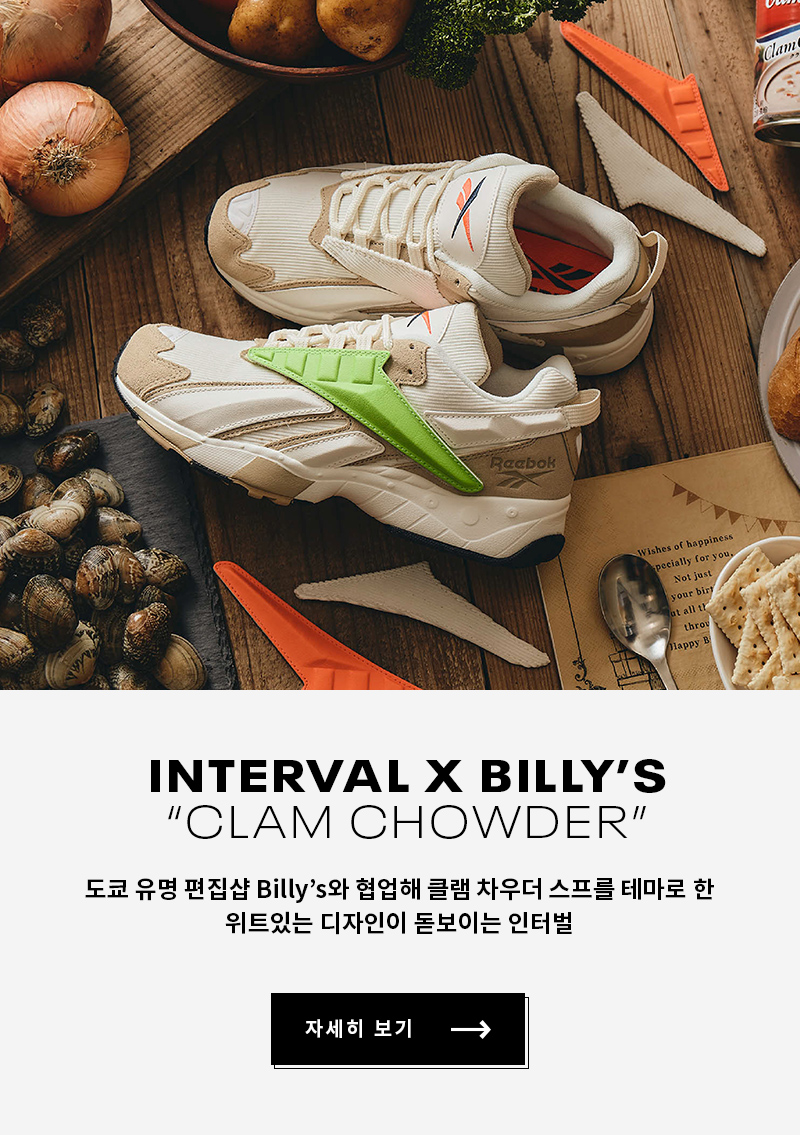 Clam
Reebok
Wishes of happiness
specially for you,
Not just
your birt
at all th
throu
Happy B
INTERVAL X BILLY’S
“CLAM CHOWDER”
도쿄 유명 편집샵 Billy’s와 협업해 클램 차우더 스프를 테마로 한
위트있는 디자인이 돋보이는 인터벌
자세히 보기